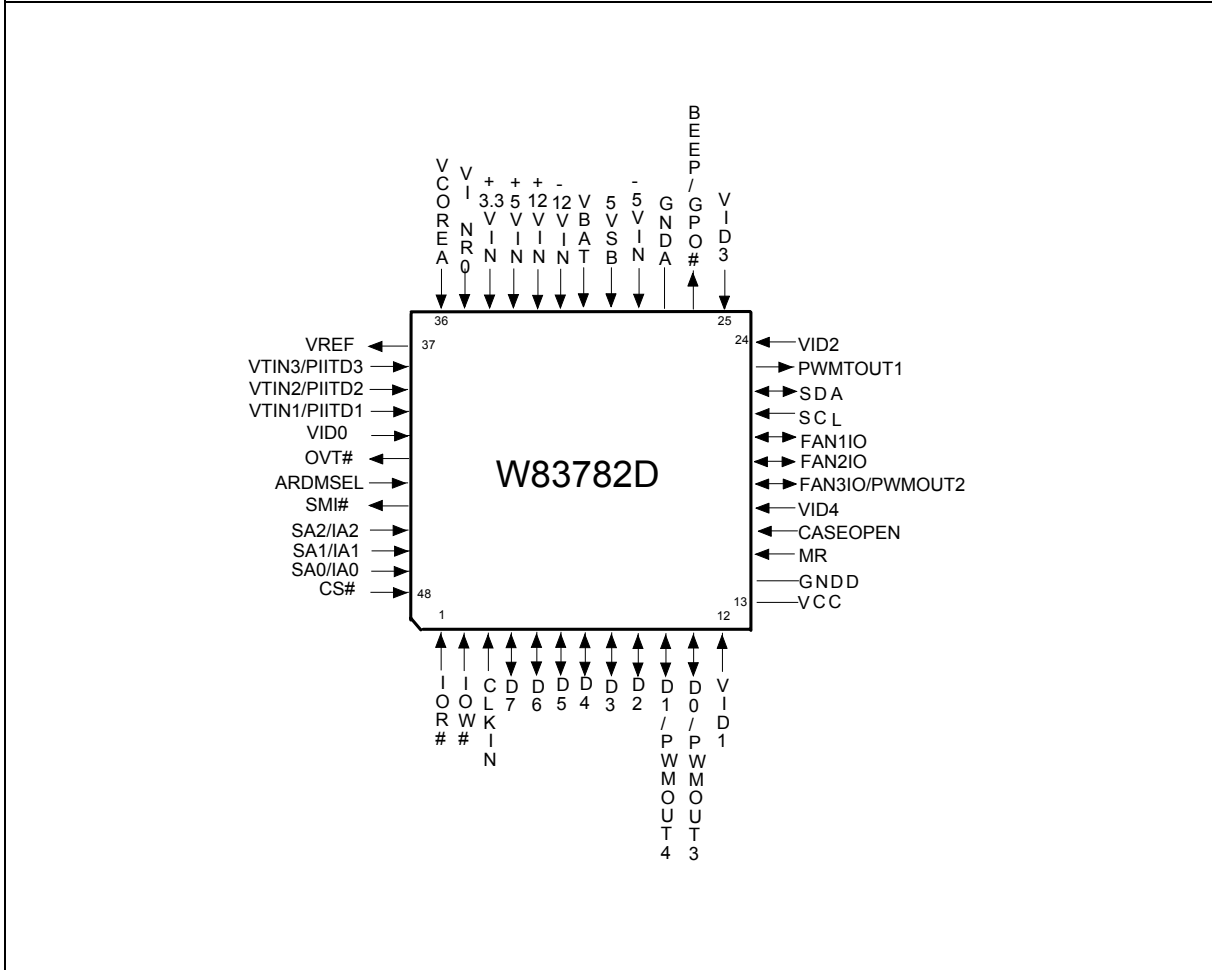 VCOREA
VI NR0
+3.3VIN
+5VIN
+12VIN
-12VIN
VBAT
5VSB
-5VIN
GNDA
BEEP/GPO#
VID3
36
25
37
24
VREF
VTIN3/PIITD3
VTIN2/PIITD2
VTIN1/PIITD1
VID0
OVT#
ARDMSEL
SMI#
SA2/IA2
SA1/IA1
SA0/IA0
CS#
W83782D
VID2
PWMTOUT1
SDA
SCL
FAN1IO
FAN2IO
FAN3IO/PWMOUT2
VID4
CASEOPEN
MR
GNDD
VCC
48
13
1
12
IOR#
IOW#
CLKIN
D7
D6
D5
D4
D3
D2
D1/PWMOUT4
D0/PWMOUT3
VID1